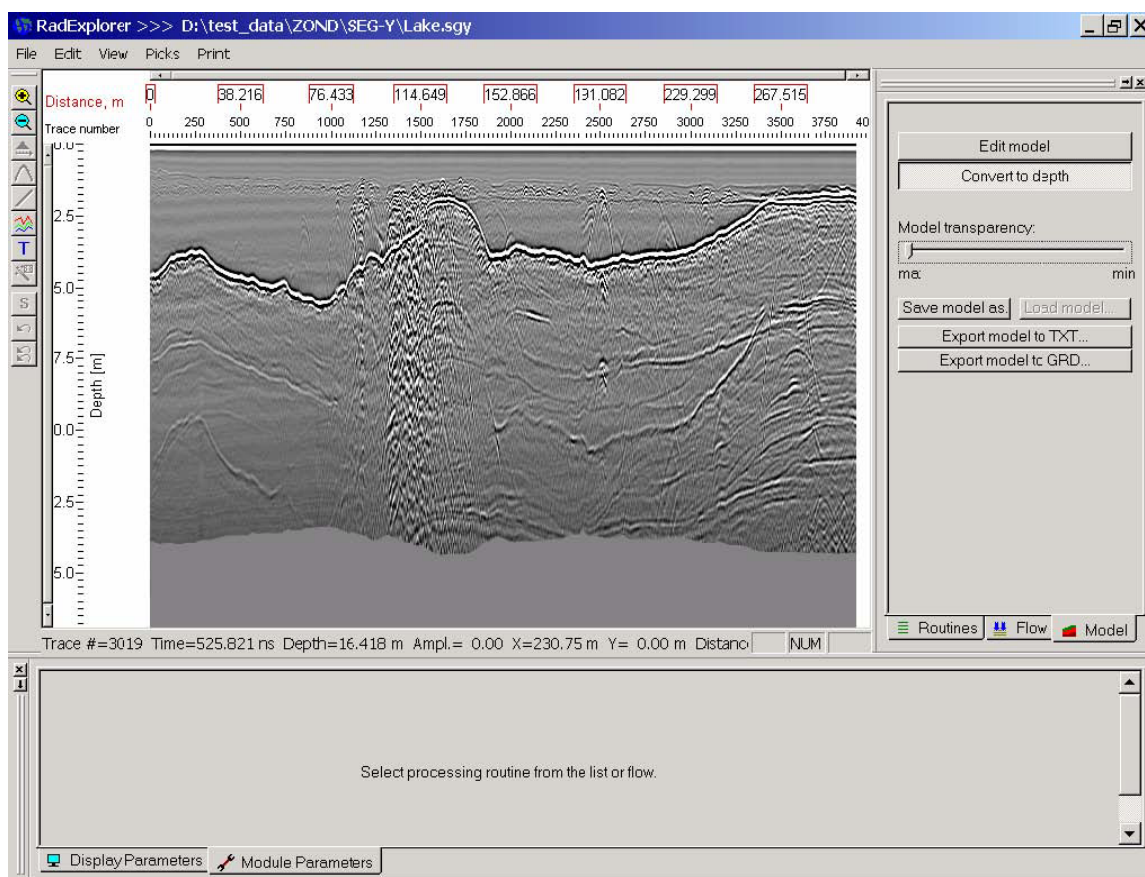 RadExplorer >>> D:\test_data\ZOND\SEG-Y\Lake.sgy
File Edit View Picks Print
Distance, m 0 38.216 76.433 114.649 152.866 191.082 229.299 267.515
Trace number 0 250 500 750 1000 1250 1500 1750 2000 2250 2500 2750 3000 3250 3500 3750 40
0.0
2.5
5.0
7.5
0.0
2.5
5.0
Depth [m]
T
S
Edit model
Convert to depth
Model transparency:
ma: min
Save model as. Load model...
Export model to TXT...
Export model to GRD...
Routines Flow Model
Trace #=3019 Time=525.821 ns Depth=16.418 m Ampl.= 0.00 X=230.75 m Y= 0.00 m Distanc NUM
Select processing routine from the list or flow.
Display Parameters Module Parameters